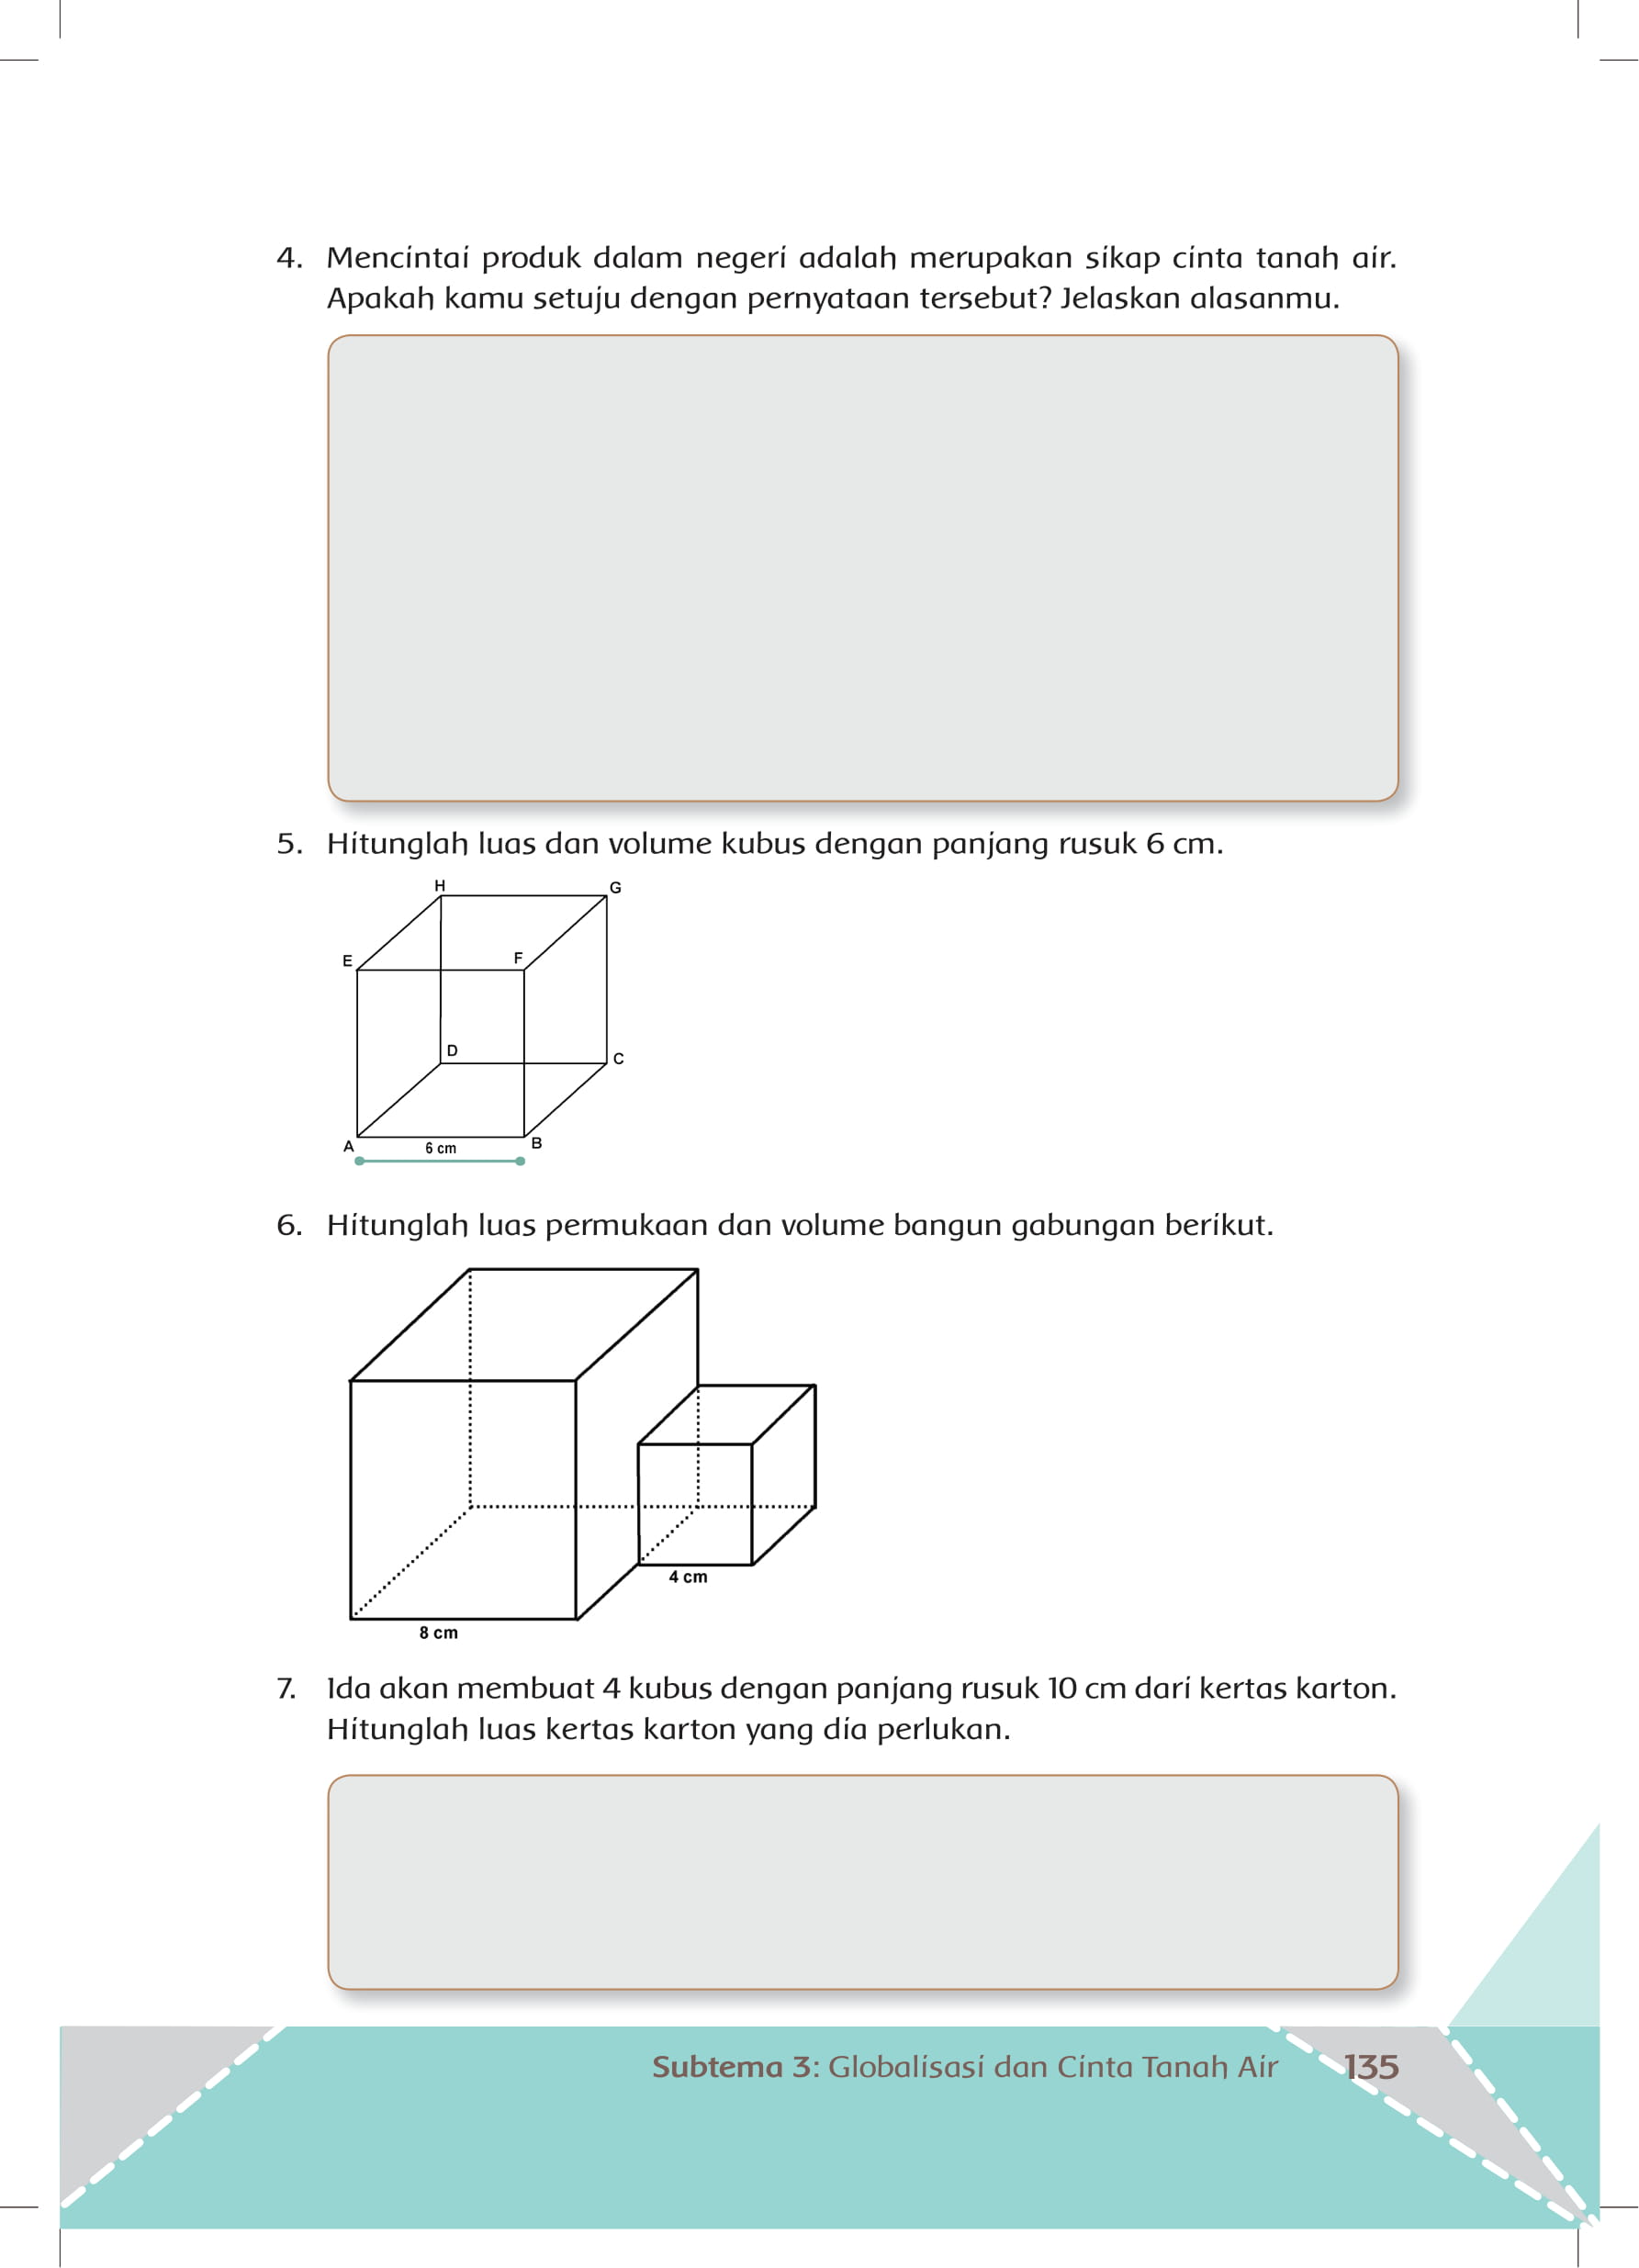 4. Mencintai produk dalam negeri adalah merupakan sikap cinta tanah air.
Apakah kamu setuju dengan pernyataan tersebut? Jelaskan alasanmu.
5. Hitunglah luas dan volume kubus dengan panjang rusuk 6 cm.
H
G
E
F
D
C
A
6 cm
B
6. Hitunglah luas permukaan dan volume bangun gabungan berikut.
4 cm
8 cm
7. Ida akan membuat 4 kubus dengan panjang rusuk 10 cm dari kertas karton.
Hitunglah luas kertas karton yang dia perlukan.
Subtema 3: Globalisasi dan Cinta Tanah Air 135